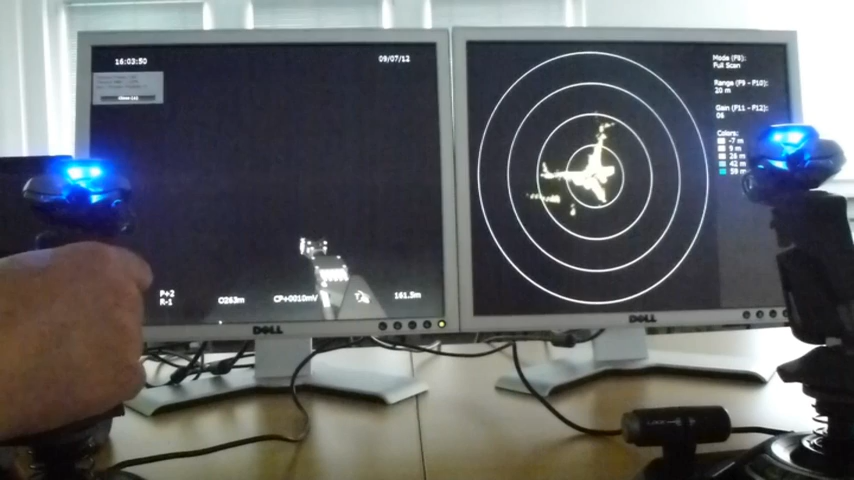 16:03:50
09/07/12
P+2
R-1
O263m
CP+0010mV
161.5m
DELL
Mode (F8):
Full Scan
Range (F9 - F10):
20 m
Gain (F11 - F12):
06
Colors:
-7 m
9 m
26 m
42 m
59 m
DELL